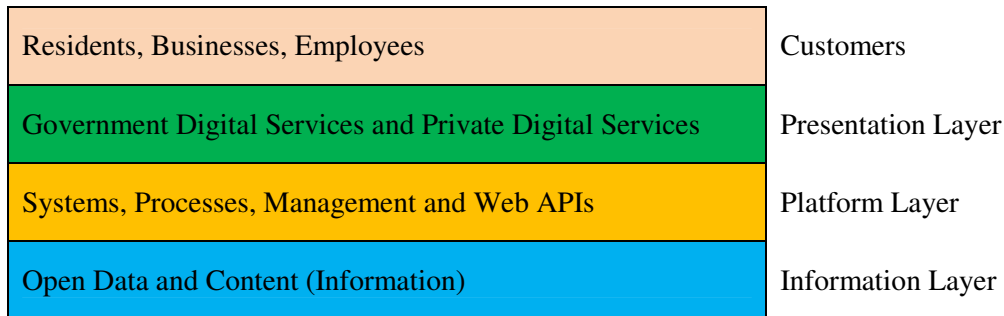 Residents, Businesses, Employees Customers
Government Digital Services and Private Digital Services Presentation Layer
Systems, Processes, Management and Web APIs Platform Layer
Open Data and Content (Information) Information Layer